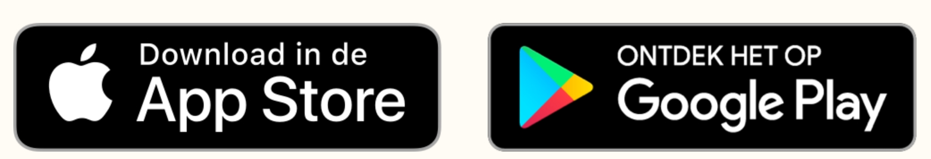 Download in de
App Store
ONTDEK HET OP
Google Play